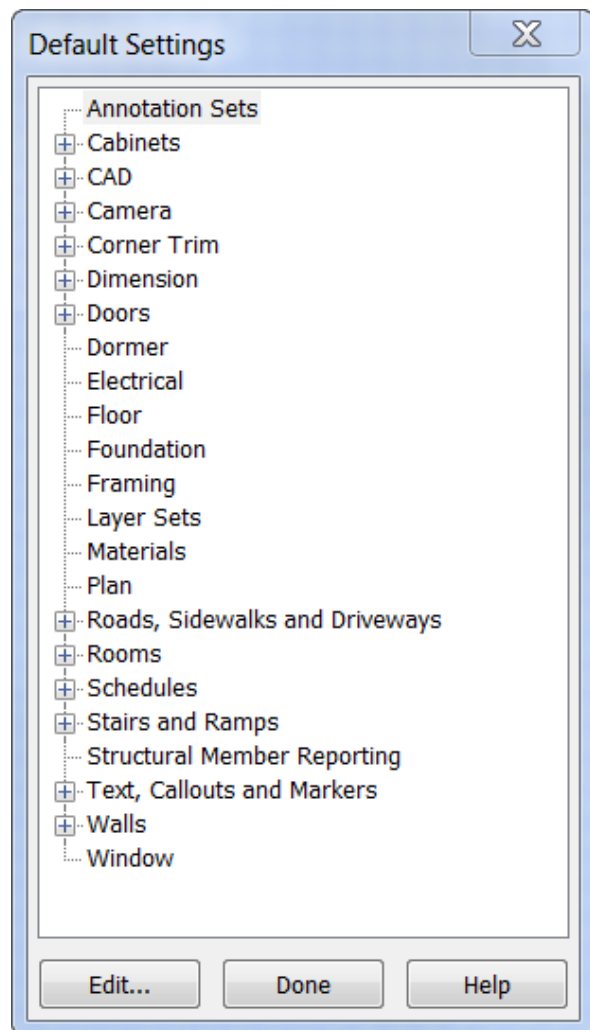 Default Settings
Annotation Sets
Cabinets
CAD
Camera
Corner Trim
Dimension
Doors
Dormer
Electrical
Floor
Foundation
Framing
Layer Sets
Materials
Plan
Roads, Sidewalks and Driveways
Rooms
Schedules
Stairs and Ramps
Structural Member Reporting
Text, Callouts and Markers
Walls
Window
Edit... Done Help